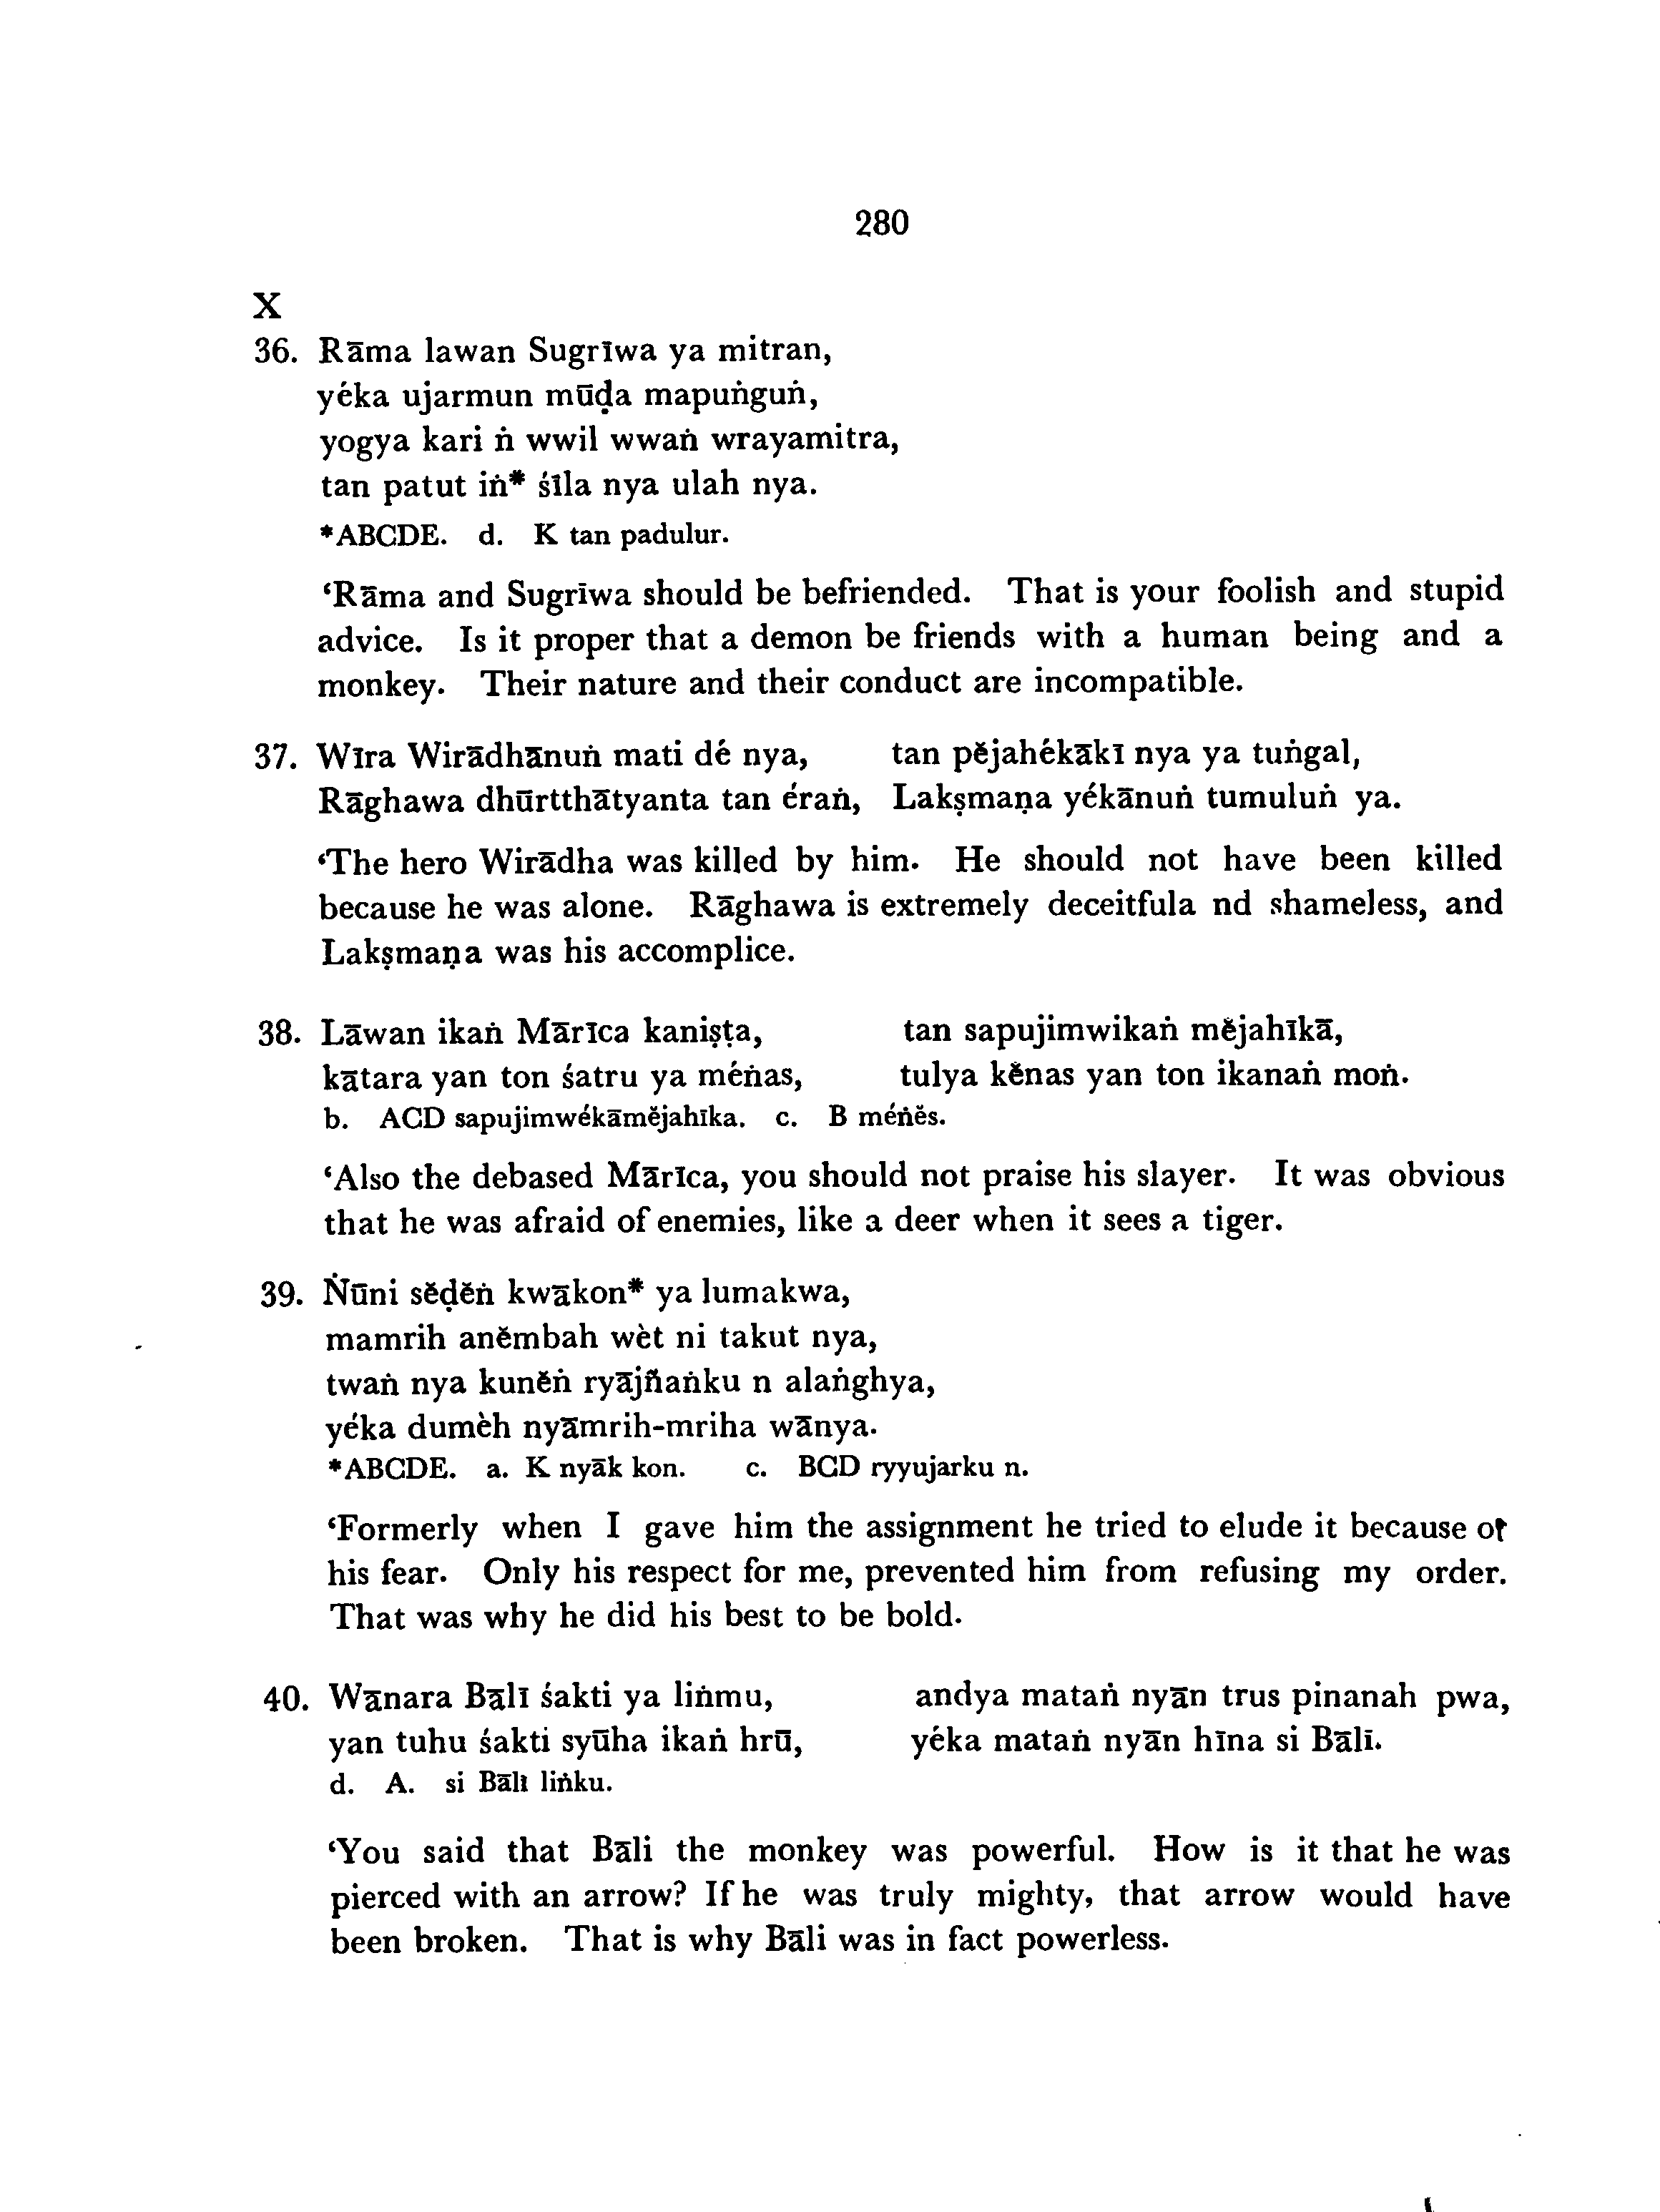 280
X
36. Rāma lawan Sugrīwa ya mitran,
yéka ujarmun mūḍa mapuṅguṅ,
yogya kari ṅ wwil wwaṅ wrayamitra,
tan patut iṅ* śīla nya ulah nya.
*ABCDE. d. K tan padulur.
‘Rāma and Sugrīwa should be befriended. That is your foolish and stupid
advice. Is it proper that a demon be friends with a human being and a
monkey. Their nature and their conduct are incompatible.
37. Wīra Wirādhānuṅ mati dé nya, tan pĕjahékākī nya ya tuṅgal,
Rāghawa dhūrtthātyanta tan éraṅ, Lakṣmaṇa yékānuṅ tumuluṅ ya.
‘The hero Wirādha was killed by him. He should not have been killed
because he was alone. Rāghawa is extremely deceitfula nd shameless, and
Lakṣmaṇa was his accomplice.
38. Lāwan ikaṅ Mārīca kaniṣṭa, tan sapujimwikaṅ mĕjahīkā,
kātara yan ton śatru ya méṅas, tulya kĕnas yan ton ikanaṅ moṅ.
b. ACD sapujimwékāmĕjahīka. c. B méṅĕs.
‘Also the debased Mārīca, you should not praise his slayer. It was obvious
that he was afraid of enemies, like a deer when it sees a tiger.
39. Ṅūni sĕḍĕṅ kwākon* ya lumakwa,
mamrih anĕmbah wèt ni takut nya,
twaṅ nya kunĕṅ ryājñaṅku n alaṅghya,
yéka dumèh nyāmrih-mriha wānya.
*ABCDE. a. K nyāk kon. c. BCD ryyujarku n.
‘Formerly when I gave him the assignment he tried to elude it because of
his fear. Only his respect for me, prevented him from refusing my order.
That was why he did his best to be bold.
40. Wānara Bālī śakti ya liṅmu, andya mataṅ nyān trus pinanah pwa,
yan tuhu śakti syūha ikaṅ hrū, yéka mataṅ nyān hīna si Bālī.
d. A. si Bālī liṅku.
‘You said that Bāli the monkey was powerful. How is it that he was
pierced with an arrow? If he was truly mighty, that arrow would have
been broken. That is why Bāli was in fact powerless.